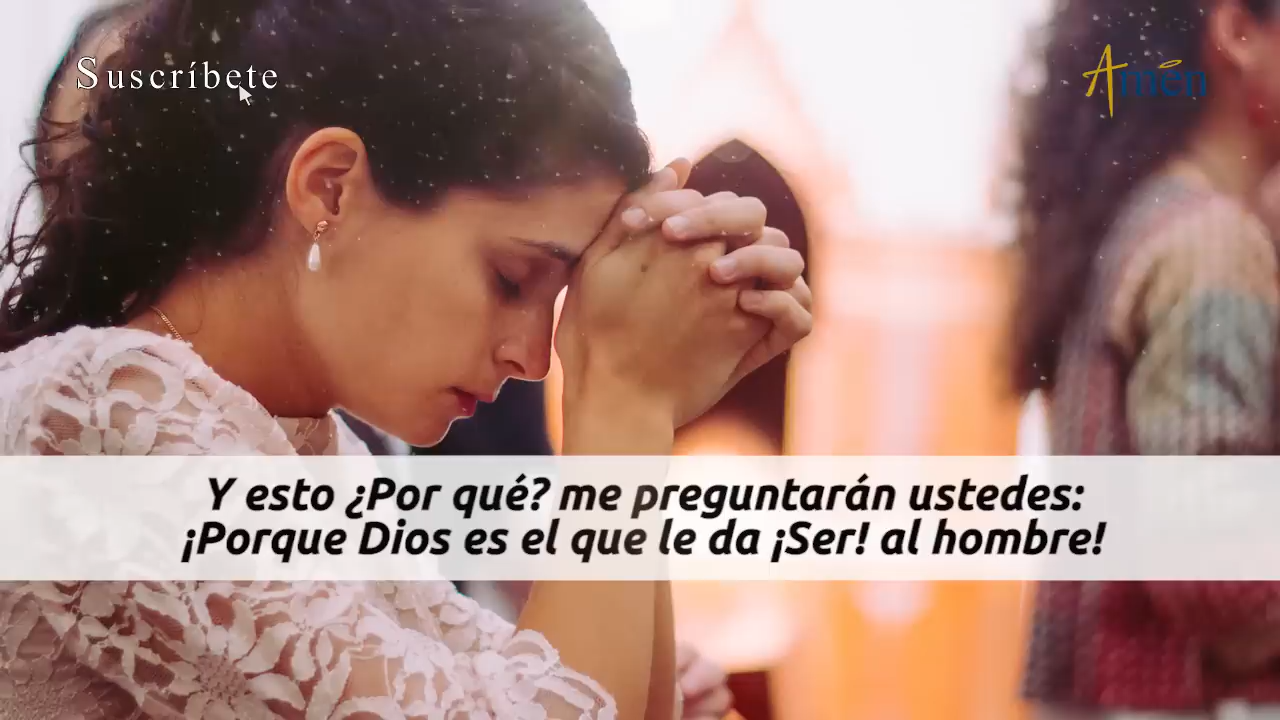 Suscríbete
Amén
Y esto ¿Por qué? me preguntarán ustedes:
¡Porque Dios es el que le da ¡Ser! al hombre!